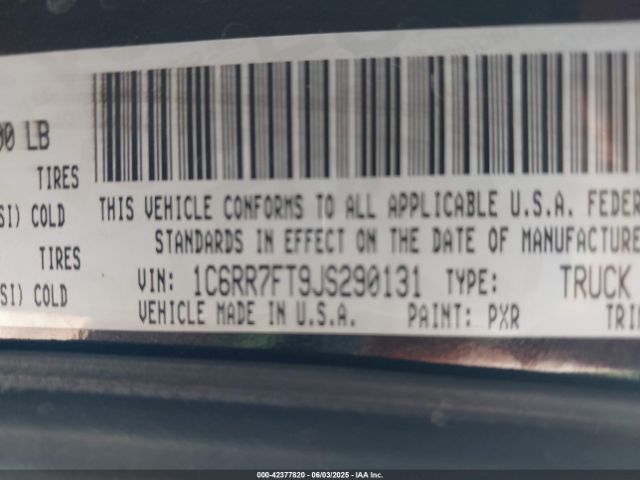 00 LB
TIRES
SI) COLD
TIRES
SI) COLD
THIS VEHICLE CONFORMS TO ALL APPLICABLE U.S.A. FEDER
STANDARDS IN EFFECT ON THE DATE OF MANUFACTURE
VIN: 1C6RR7FT9JS290131 TYPE: TRUCK
VEHICLE MADE IN U.S.A. PAINT: PXR TRI
000-42377820 - 06/03/2025 - IAA Inc.